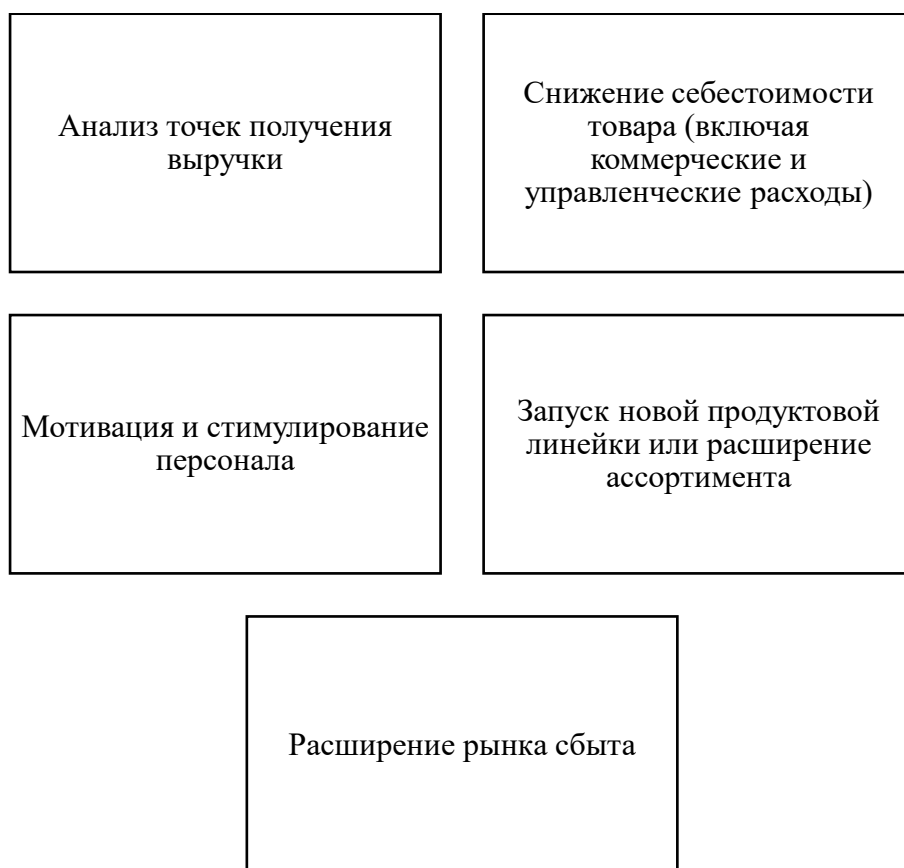 Анализ точек получения
выручки
Снижение себестоимости
товара (включая
коммерческие и
управленческие расходы)
Мотивация и стимулирование
персонала
Запуск новой продуктовой
линейки или расширение
ассортимента
Расширение рынка сбыта